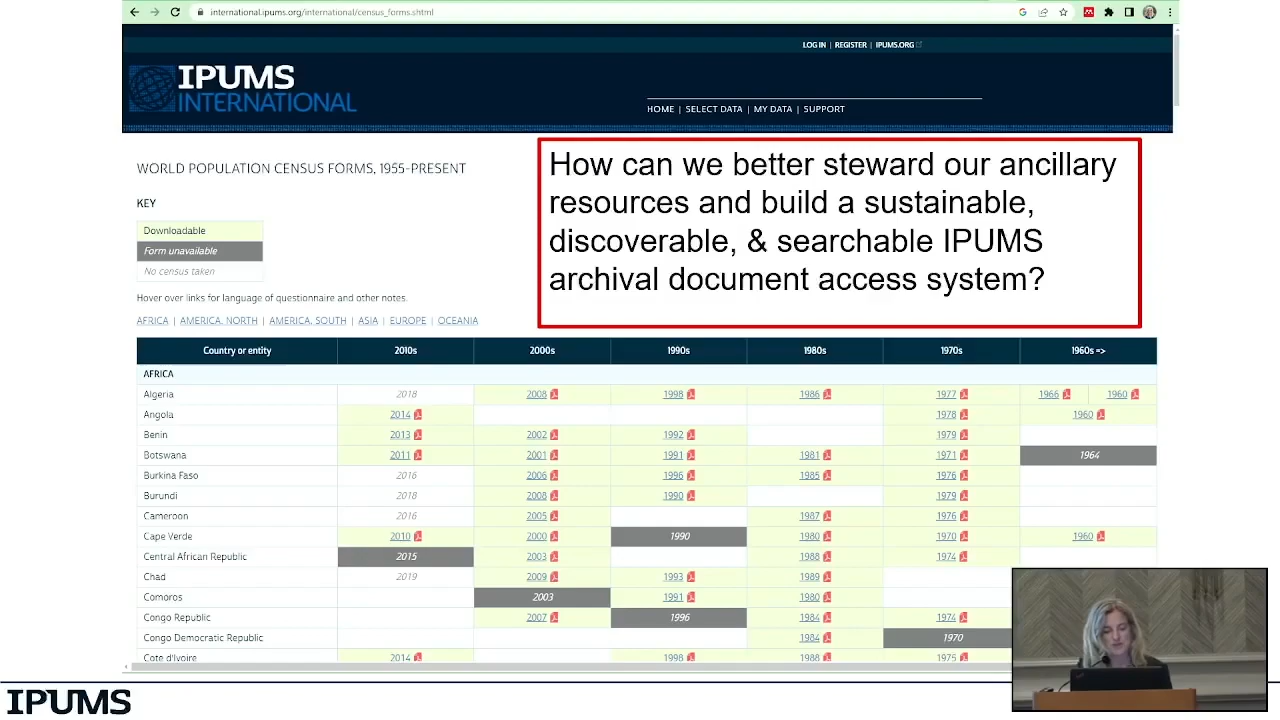 international.ipums.org/international/census_forms.shtml
LOG IN | REGISTER | IPUMS.ORG
IPUMS
INTERNATIONAL
HOME | SELECT DATA | MY DATA | SUPPORT
WORLD POPULATION CENSUS FORMS, 1955-PRESENT
KEY
Downloadable
Form unavailable
No census taken
Hover over links for language of questionnaire and other notes.
AFRICA | AMERICA, NORTH | AMERICA, SOUTH | ASIA | EUROPE | OCEANIA
How can we better steward our ancillary
resources and build a sustainable,
discoverable, & searchable IPUMS
archival document access system?
Country or entity 2010s 2000s 1990s 1980s 1970s 1960s =>
AFRICA
Algeria 2018 2008 1998 1986 1977 1966 1960
Angola 2014 1978 1960
Benin 2013 2002 1992 1979
Botswana 2011 2001 1991 1981 1971 1964
Burkina Faso 2016 2006 1996 1985 1976
Burundi 2018 2008 1990 1979
Cameroon 2016 2005 1987 1976
Cape Verde 2010 2000 1990 1980 1970 1960
Central African Republic 2015 2003 1988 1974
Chad 2019 2009 1993 1989
Comoros 2003 1991 1980
Congo Republic 2007 1996 1984 1974
Congo Democratic Republic 1984 1970
Cote d'Ivoire 2014 1998 1988 1975
IPUMS